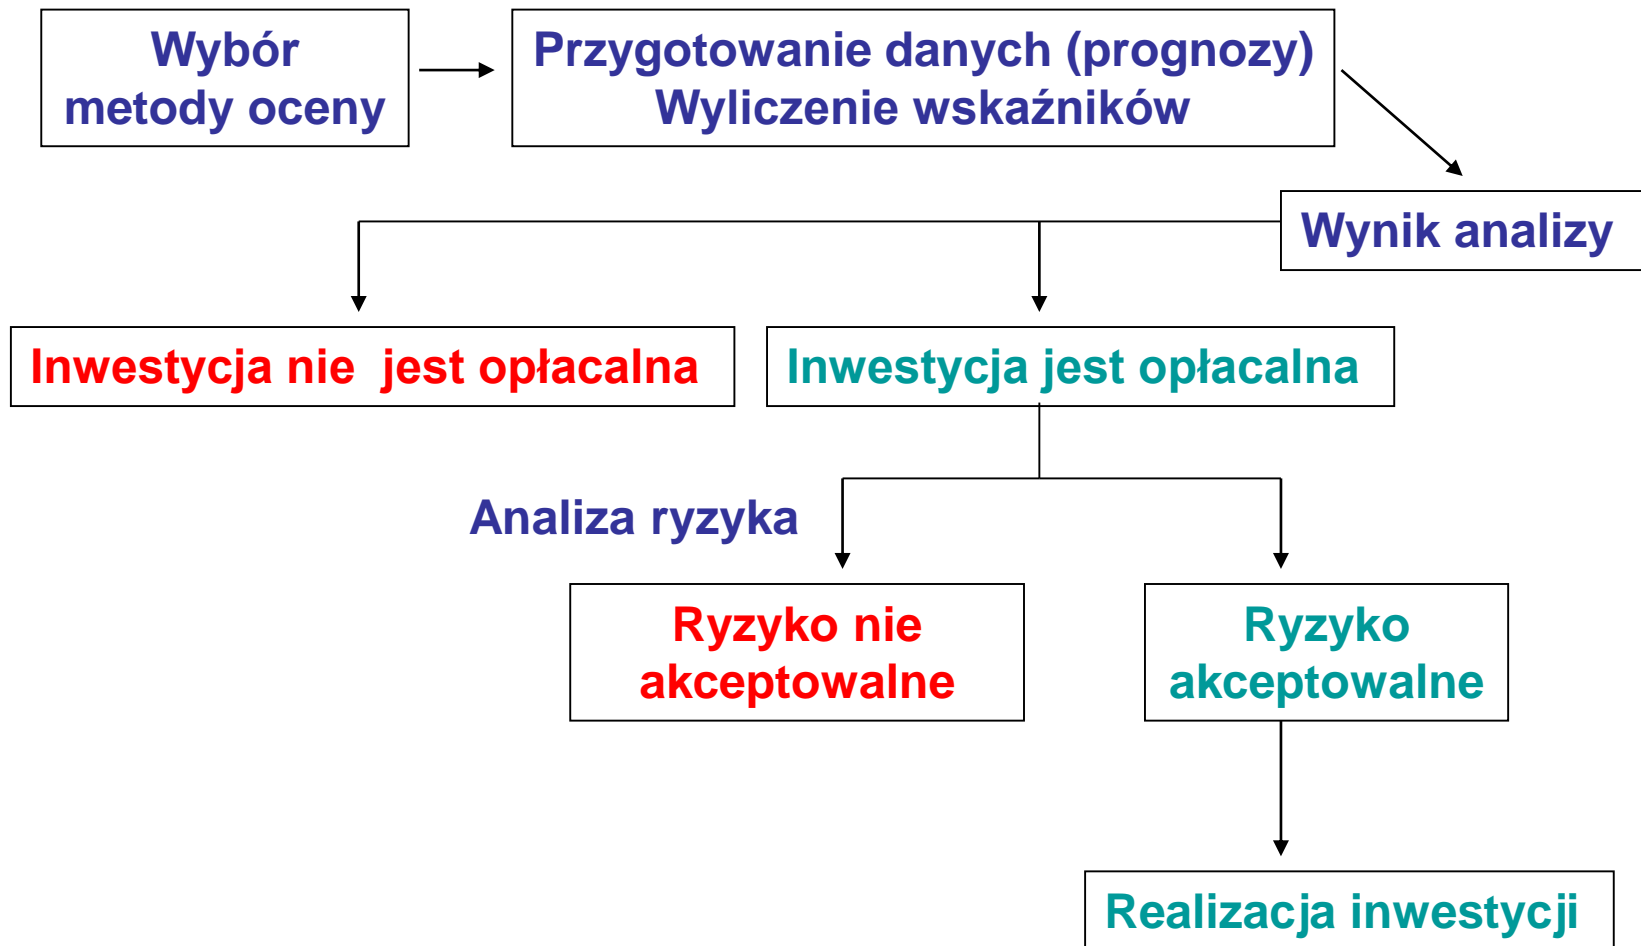 Wybór
metody oceny
Przygotowanie danych (prognozy)
Wyliczenie wskaźników
Wynik analizy
Inwestycja nie  jest opłacalna
Inwestycja jest opłacalna
Analiza ryzyka
Ryzyko nie
akceptowalne
Ryzyko
akceptowalne
Realizacja inwestycji